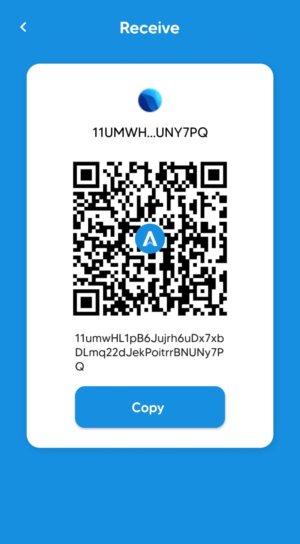 Receive
11UMWH...UNY7PQ
11umwHL1pB6Jujrh6uDx7xb
DLmq22dJekPoitrrBNUNy7P
Q
Copy